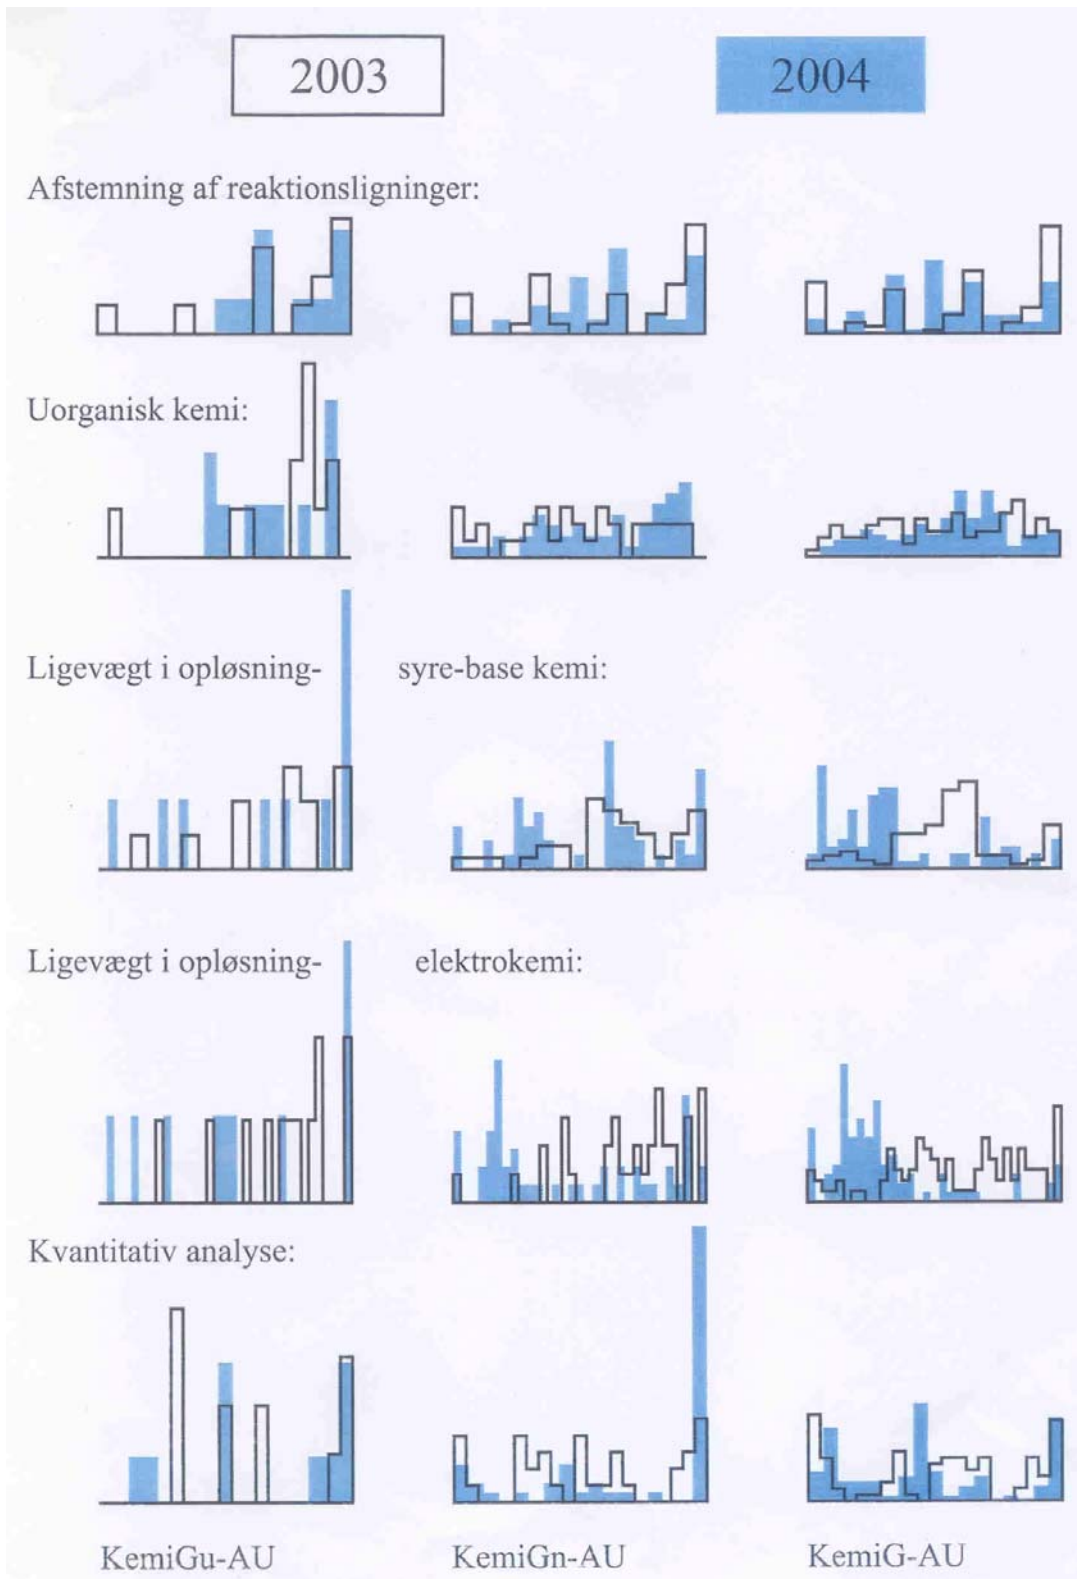 2003 2004
Afstemning af reaktionsligninger:
Uorganisk kemi:
Ligevægt i opløsning- syre-base kemi:
Ligevægt i opløsning- elektrokemi:
Kvantitativ analyse:
KemiGu-AU KemiGn-AU KemiG-AU